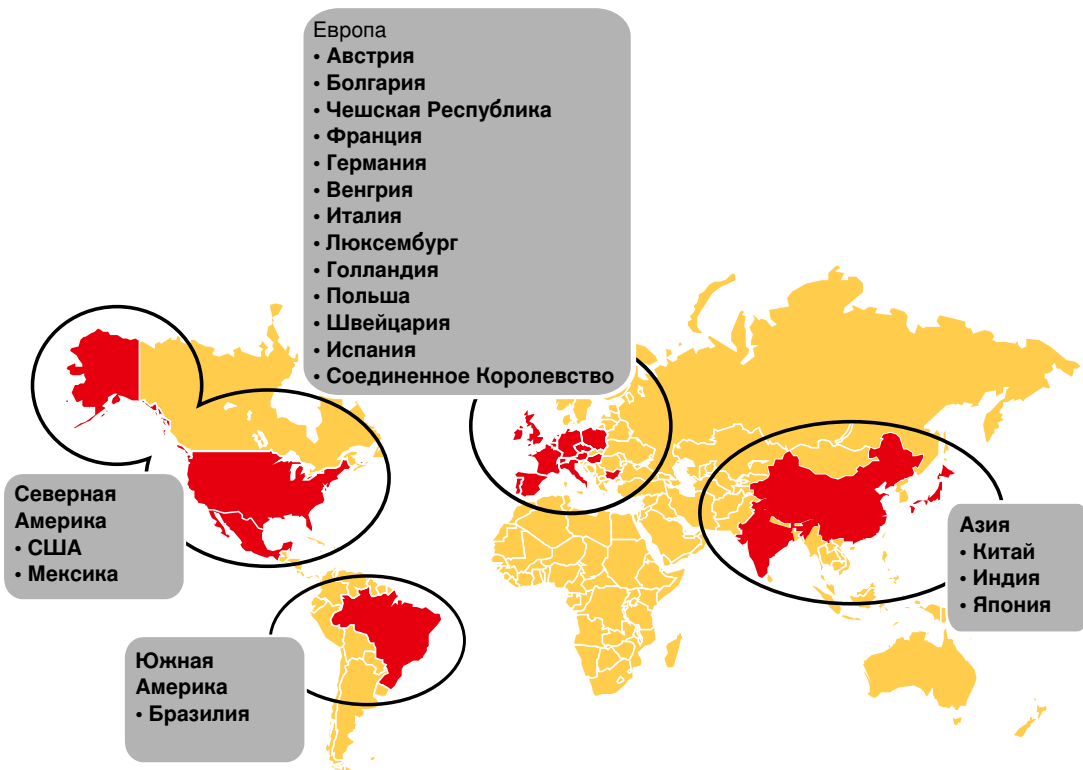 Европа
• Австрия
• Болгария
• Чешская Республика
• Франция
• Германия
• Венгрия
• Италия
• Люксембург
• Голландия
• Польша
• Швейцария
• Испания
• Соединенное Королевство
Северная
Америка
• США
• Мексика
Южная
Америка
• Бразилия
Азия
• Китай
• Индия
• Япония